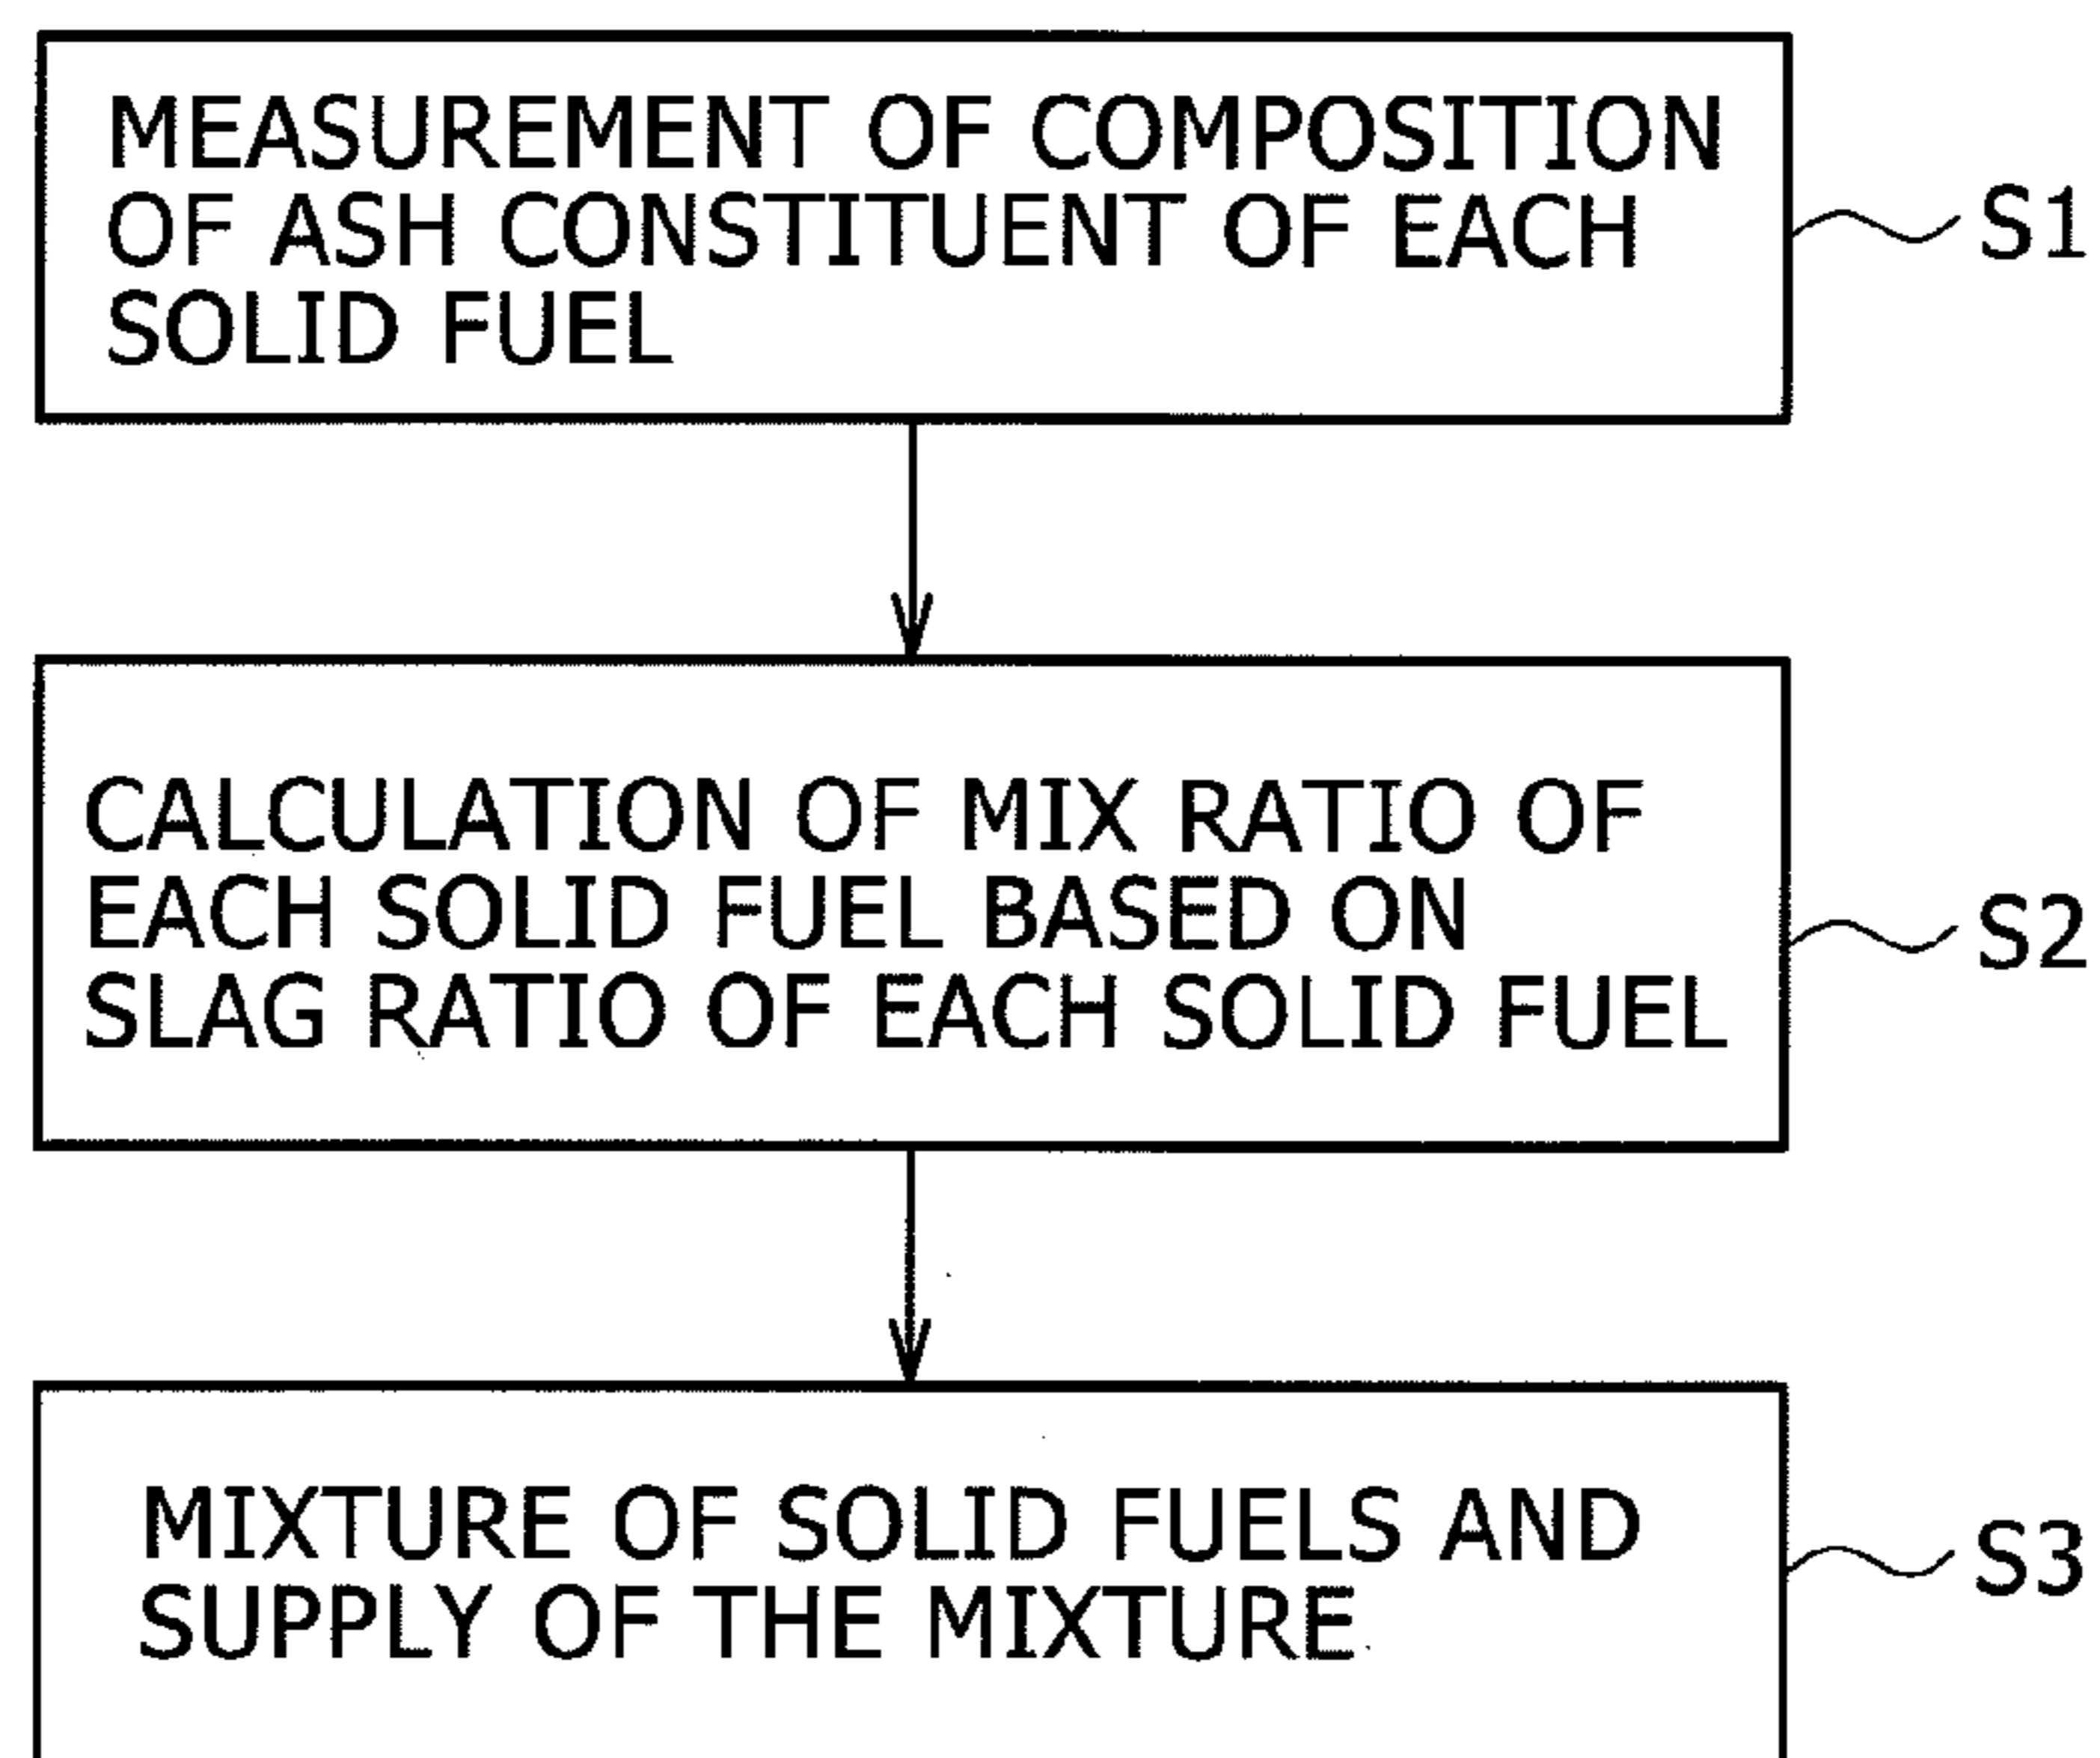 MEASUREMENT OF COMPOSITION
OF ASH CONSTITUENT OF EACH
SOLID FUEL
S1
CALCULATION OF MIX RATIO OF
EACH SOLID FUEL BASED ON
SLAG RATIO OF EACH SOLID FUEL
S2
MIXTURE OF SOLID FUELS AND
SUPPLY OF THE MIXTURE
S3